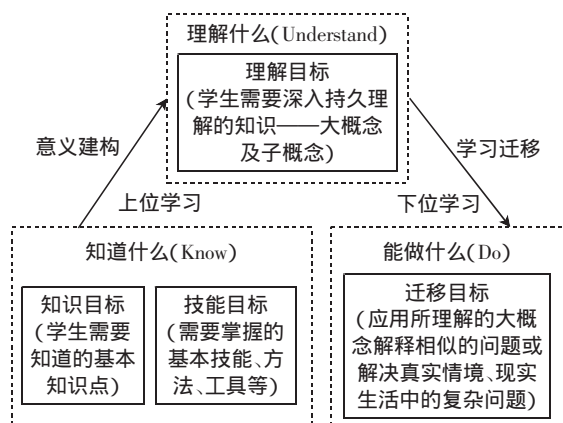 理解什么(Understand)
理解目标
(学生需要深入持久理
解的知识——大概念
及子概念)
意义建构
学习迁移
上位学习
下位学习
知道什么(Know)
知识目标
(学生需要
知道的基本
知识点)
技能目标
(需要掌握的
基本技能、方
法、工具等)
能做什么(Do)
迁移目标
(应用所理解的大概
念解释相似的问题或
解决真实情境、现实
生活中的复杂问题)